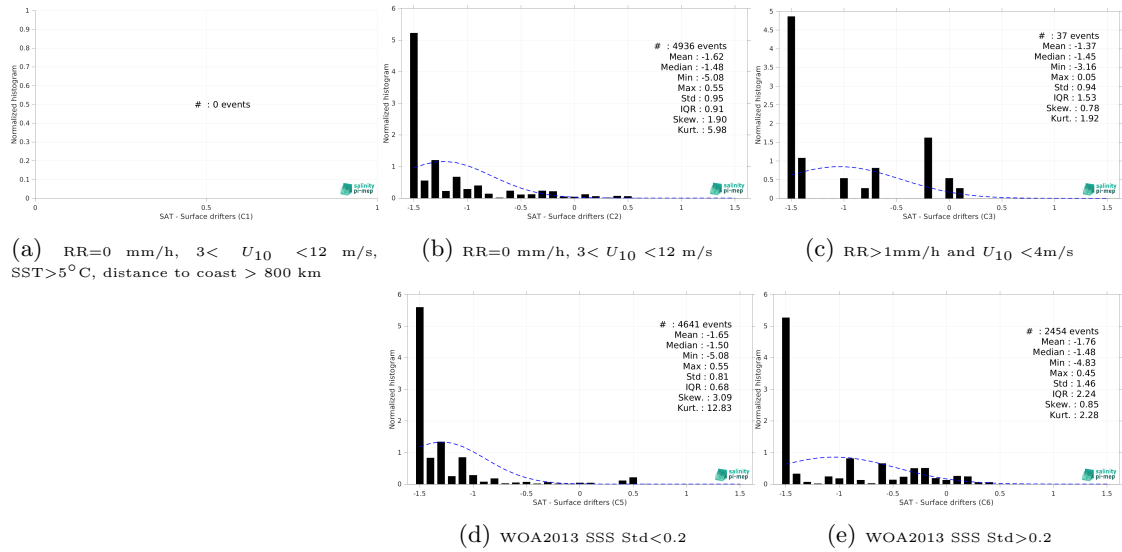 1
0.9
0.8
0.7
0.6
0.5
0.4
0.3
0.2
0.1
0
Normalized histogram
# : 0 events
salinity
pi-mep
0 0.5 1
SAT - Surface drifters (C1)
(a) RR=0 mm/h, 3< U10 <12 m/s,
SST>5°C, distance to coast > 800 km
6
5
4
3
2
1
0
Normalized histogram
# : 4936 events
Mean : -1.62
Median : -1.48
Min : -5.08
Max : 0.55
Std : 0.95
IQR : 0.91
Skew. : 1.90
Kurt. : 5.98
salinity
pi-mep
-1.5 -1 -0.5 0 0.5 1 1.5
SAT - Surface drifters (C2)
(b) RR=0 mm/h, 3< U10 <12 m/s
5
4.5
4
3.5
3
2.5
2
1.5
1
0.5
0
Normalized histogram
# : 37 events
Mean : -1.37
Median : -1.45
Min : -3.16
Max : 0.05
Std : 0.94
IQR : 1.53
Skew. : 0.78
Kurt. : 1.92
salinity
pi-mep
-1.5 -1 -0.5 0 0.5 1 1.5
SAT - Surface drifters (C3)
(c) RR>1mm/h and U10 <4m/s
6
5
4
3
2
1
0
Normalized histogram
# : 4641 events
Mean : -1.65
Median : -1.50
Min : -5.08
Max : 0.55
Std : 0.81
IQR : 0.68
Skew. : 3.09
Kurt. : 12.83
salinity
pi-mep
-1.5 -1 -0.5 0 0.5 1 1.5
SAT - Surface drifters (C5)
(d) WOA2013 SSS Std<0.2
6
5
4
3
2
1
0
Normalized histogram
# : 2454 events
Mean : -1.76
Median : -1.48
Min : -4.83
Max : 0.45
Std : 1.46
IQR : 2.24
Skew. : 0.85
Kurt. : 2.28
salinity
pi-mep
-1.5 -1 -0.5 0 0.5 1 1.5
SAT - Surface drifters (C6)
(e) WOA2013 SSS Std>0.2